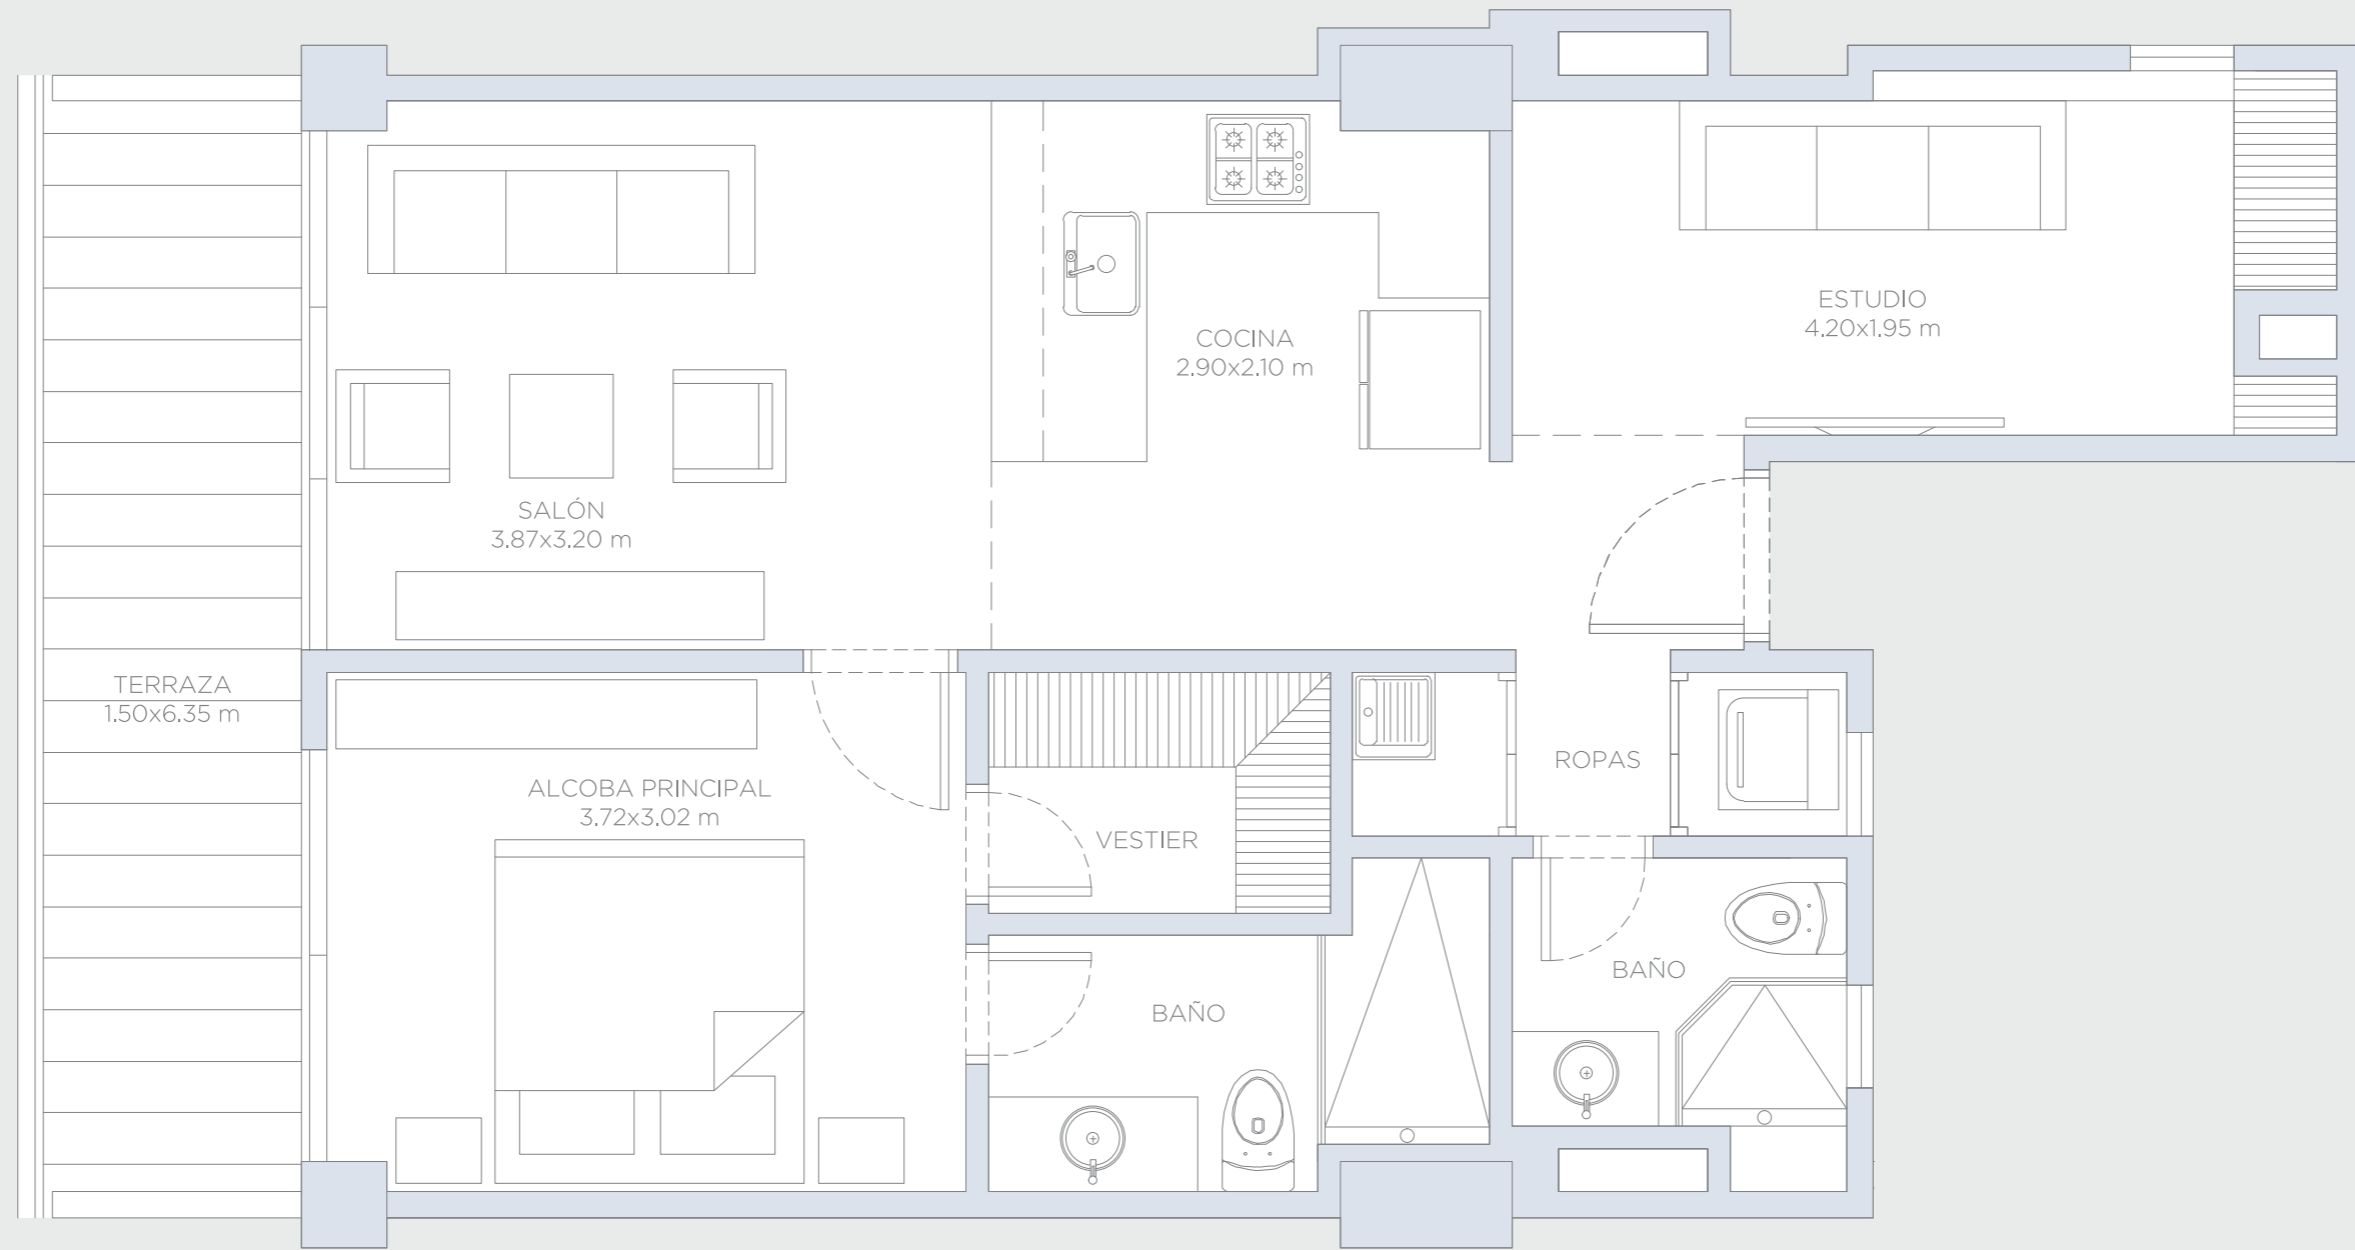 ESTUDIO
4.20x1.95 m
COCINA
2.90x2.10 m
SALÓN
3.87x3.20 m
TERRAZA
1.50x6.35 m
ALCOBA PRINCIPAL
3.72x3.02 m
VESTIER
ROPAS
BAÑO
BAÑO